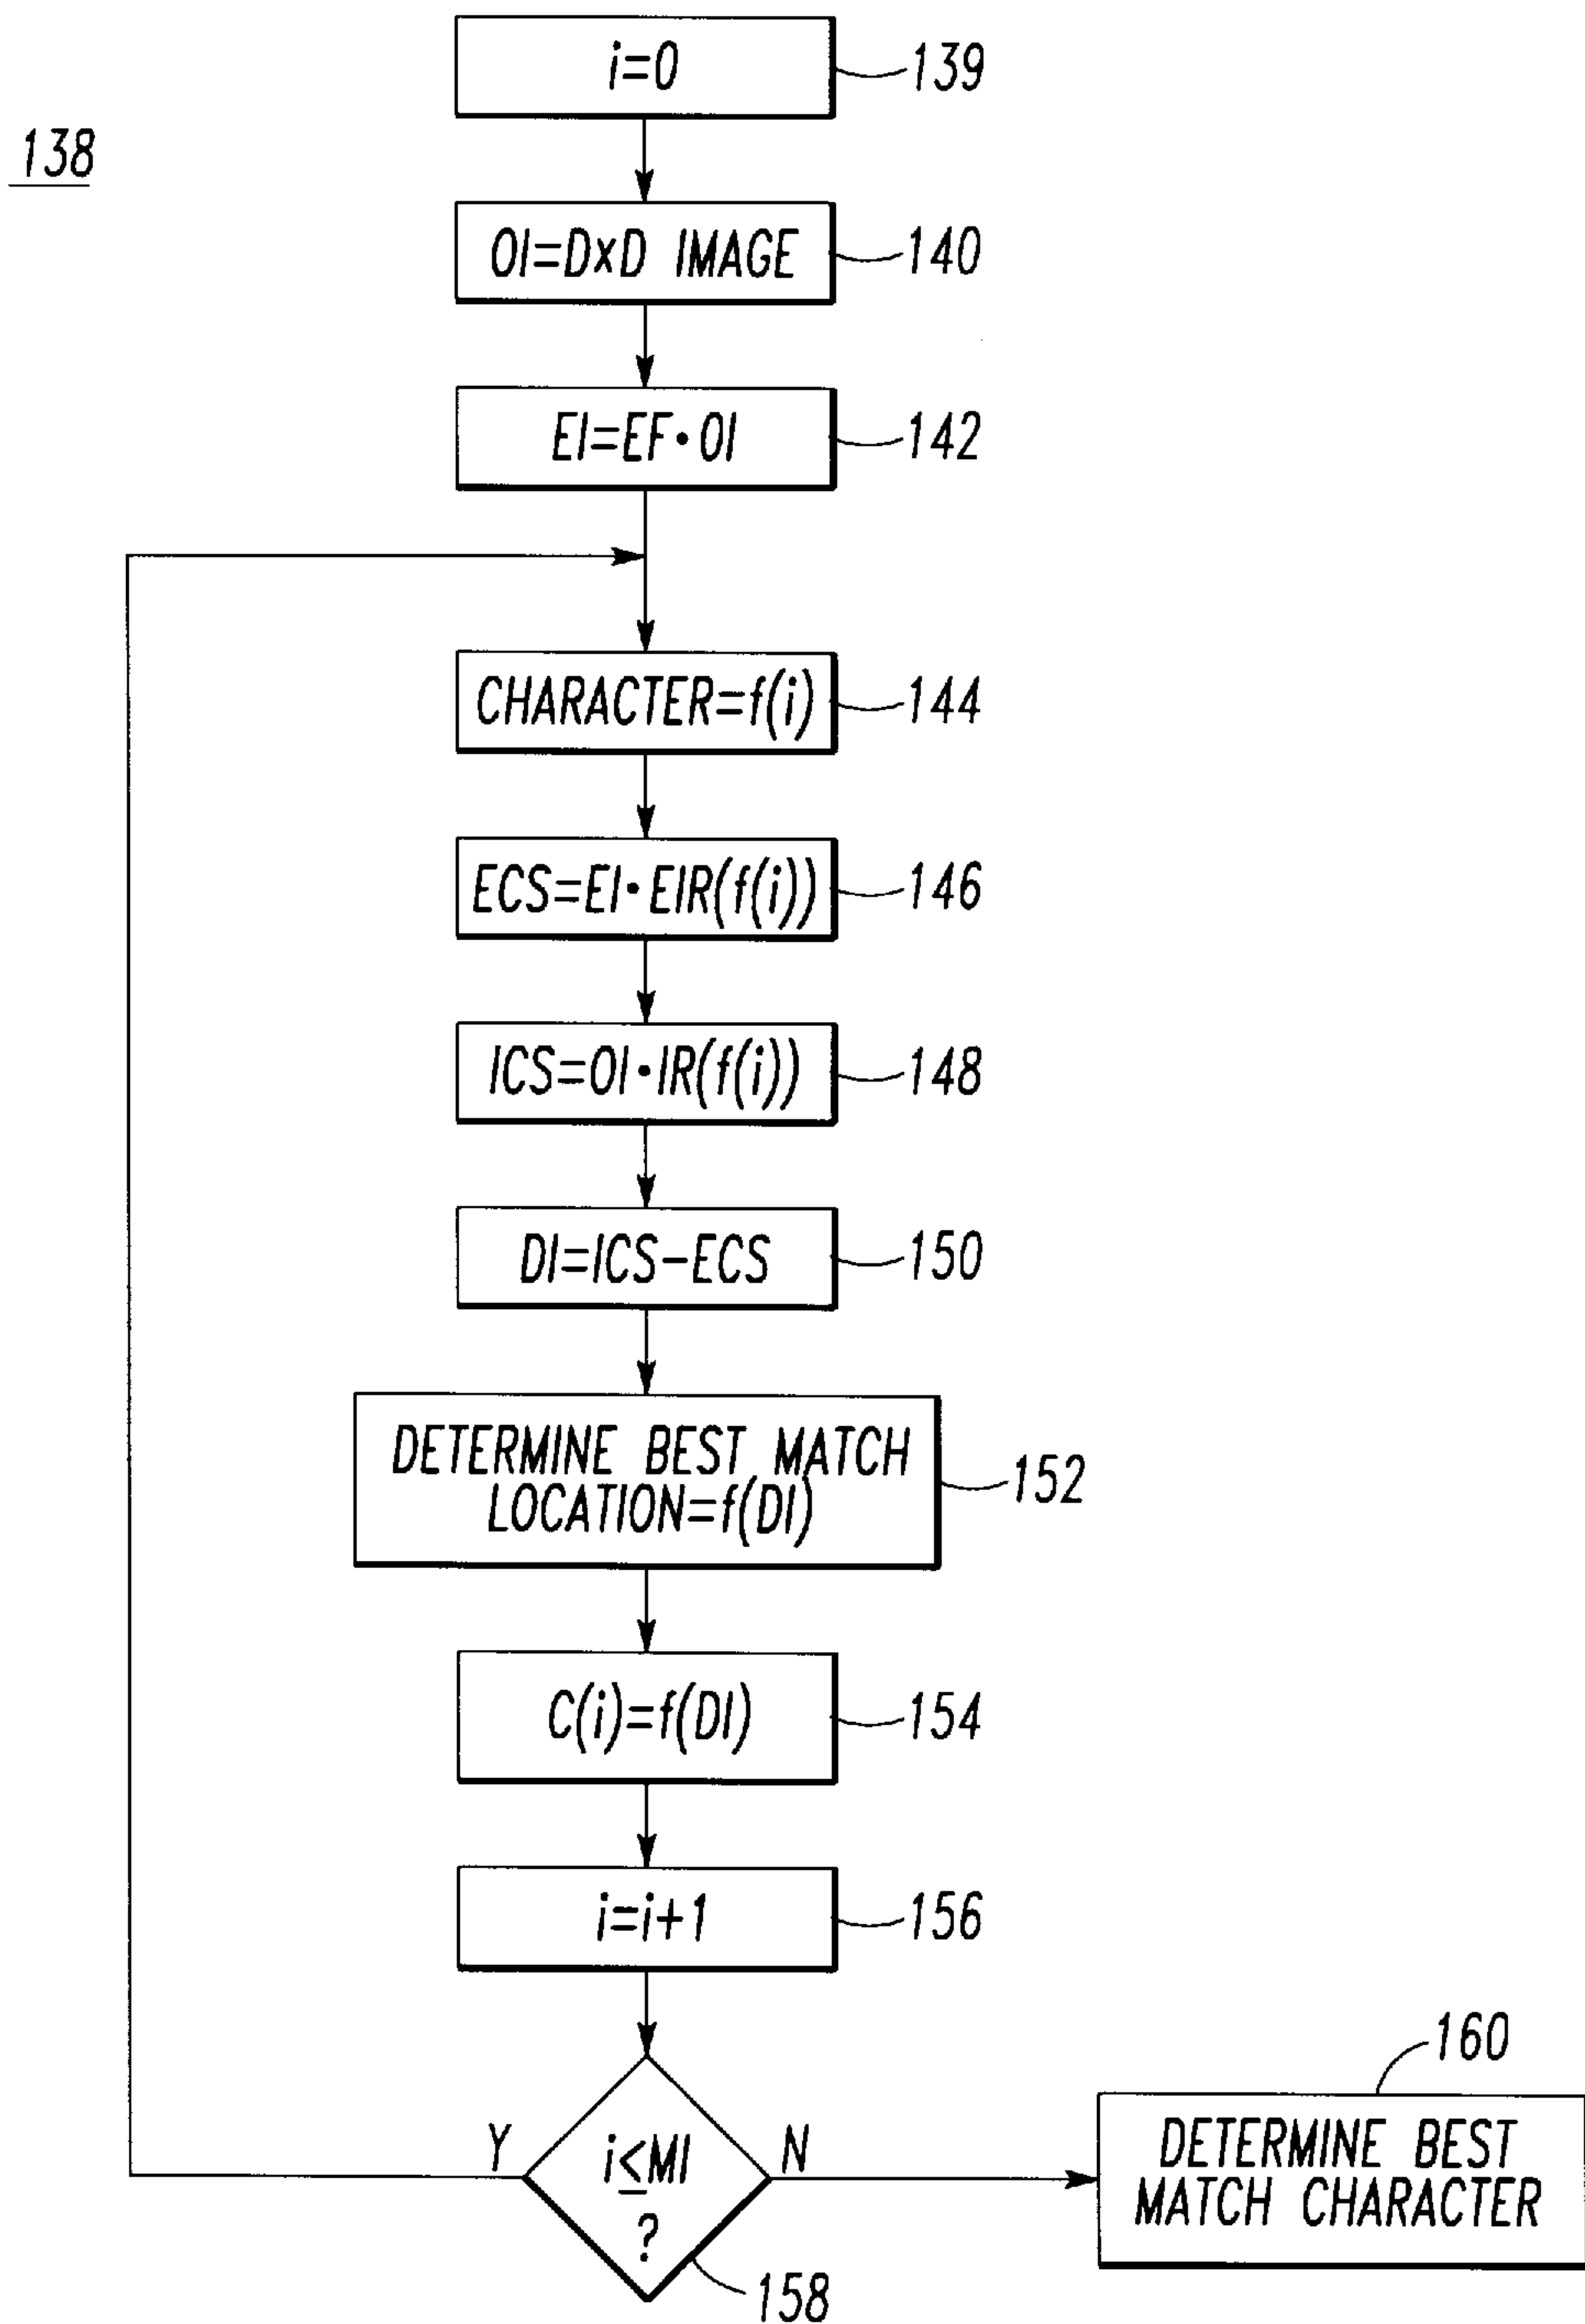 i=0
139
138
OI=D×D IMAGE
140
EI=EF•OI
142
CHARACTER=f(i)
144
ECS=EI•EIR(f(i))
146
ICS=OI•IR(f(i))
148
DI=ICS-ECS
150
DETERMINE BEST MATCH
LOCATION=f(DI)
152
C(i)=f(DI)
154
i=i+1
156
160
Y
i≤MI
?
N
DETERMINE BEST
MATCH CHARACTER
158